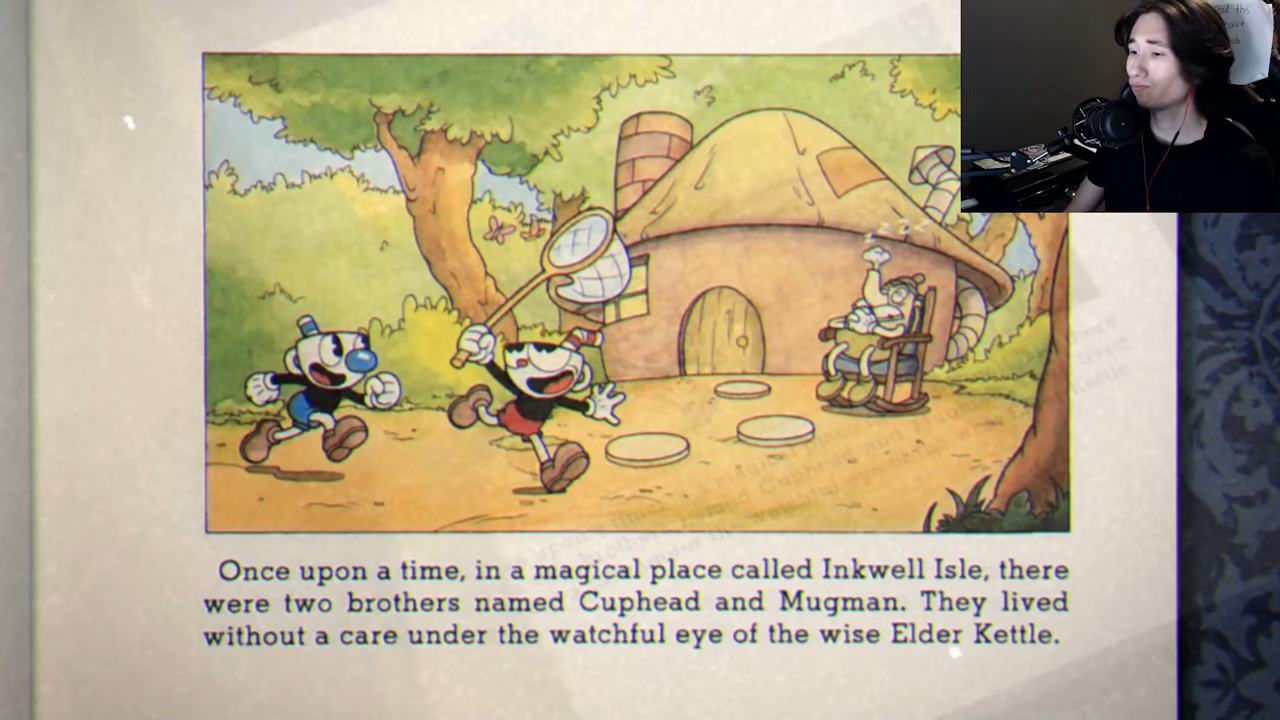 Z Z Z Z
Once upon a time, in a magical place called Inkwell Isle, there
were two brothers named Cuphead and Mugman. They lived
without a care under the watchful eye of the wise Elder Kettle.